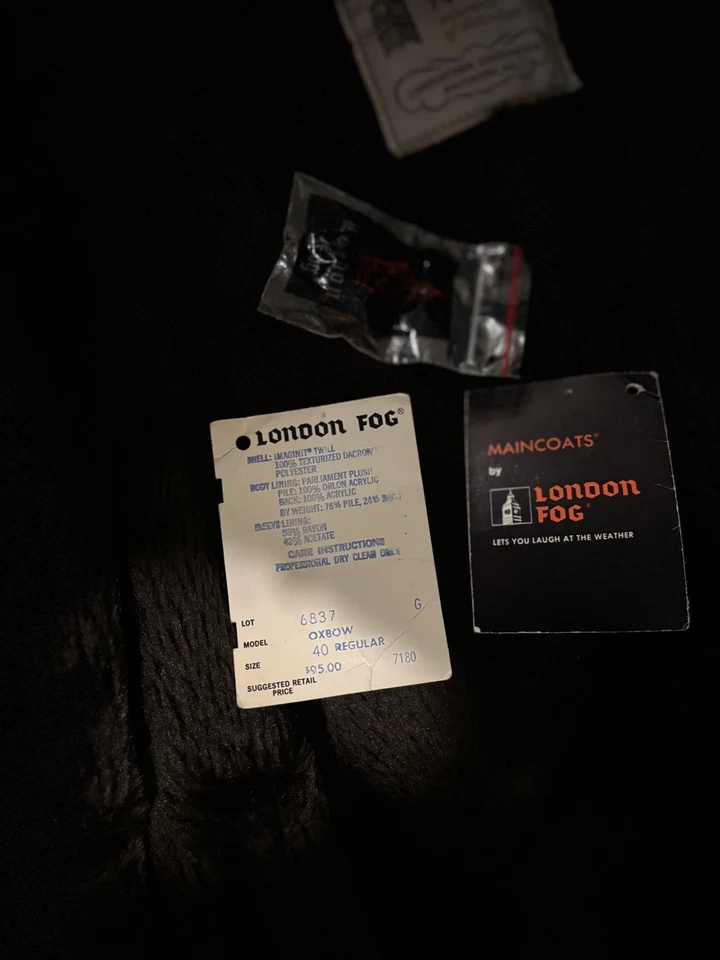 LONDON FOG®
SHELL: IMAGINIT® TWILL
100% TEXTURIZED DACRON
POLYESTER
BODY LINING: PARLIAMENT PLUSH
PILE: 100% ORLON ACRYLIC
BACK: 100% ACRYLIC
BY WEIGHT: 76% PILE, 24%
SLEEVE LINING:
RAYON
ACETATE
CARE INSTRUCTIONS
PROFESSIONAL DRY CLEAN ONLY
LOT 6837 G
MODEL OXBOW
SIZE 40 REGULAR
$95.00 7180
SUGGESTED RETAIL
PRICE
MAINCOATS®
by
LONDON
FOG®
LETS YOU LAUGH AT THE WEATHER